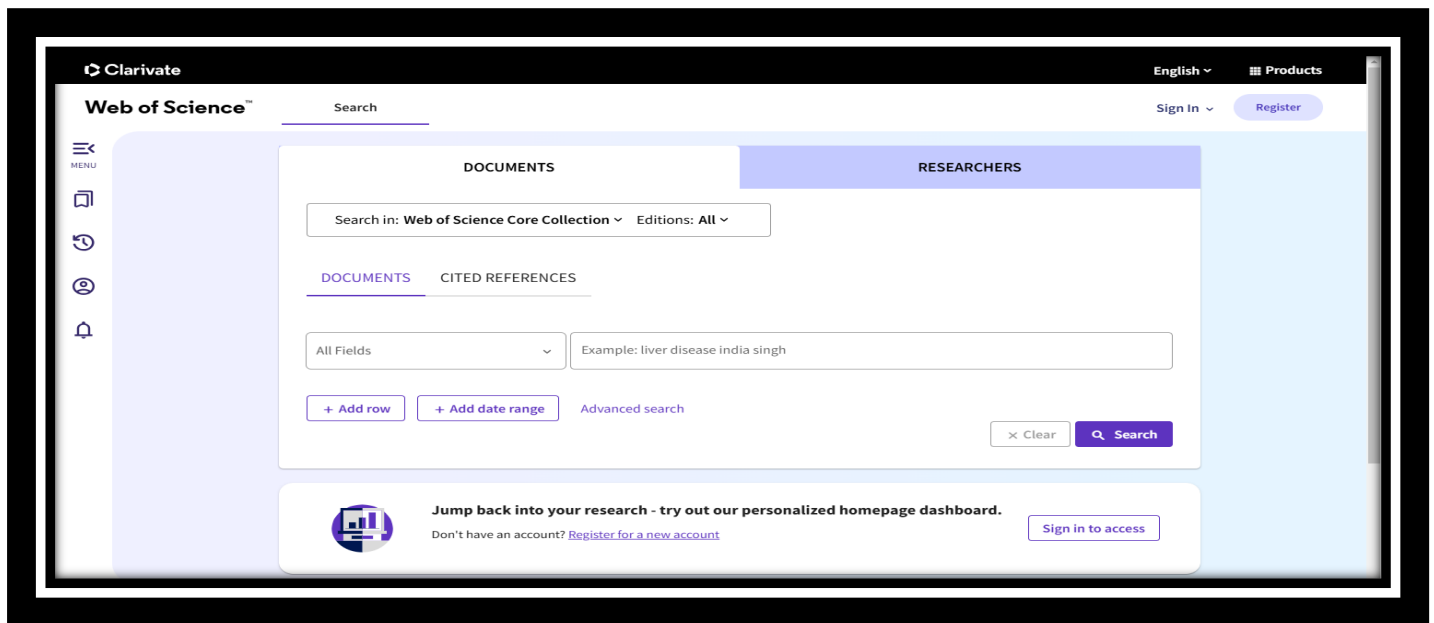 Clarivate English Products
Web of Science™ Search Sign In Register
MENU
DOCUMENTS RESEARCHERS
Search in: Web of Science Core Collection Editions: All
DOCUMENTS CITED REFERENCES
All Fields Example: liver disease india singh
+ Add row + Add date range Advanced search
× Clear Search
Jump back into your research - try out our personalized homepage dashboard.
Don't have an account? Register for a new account
Sign in to access